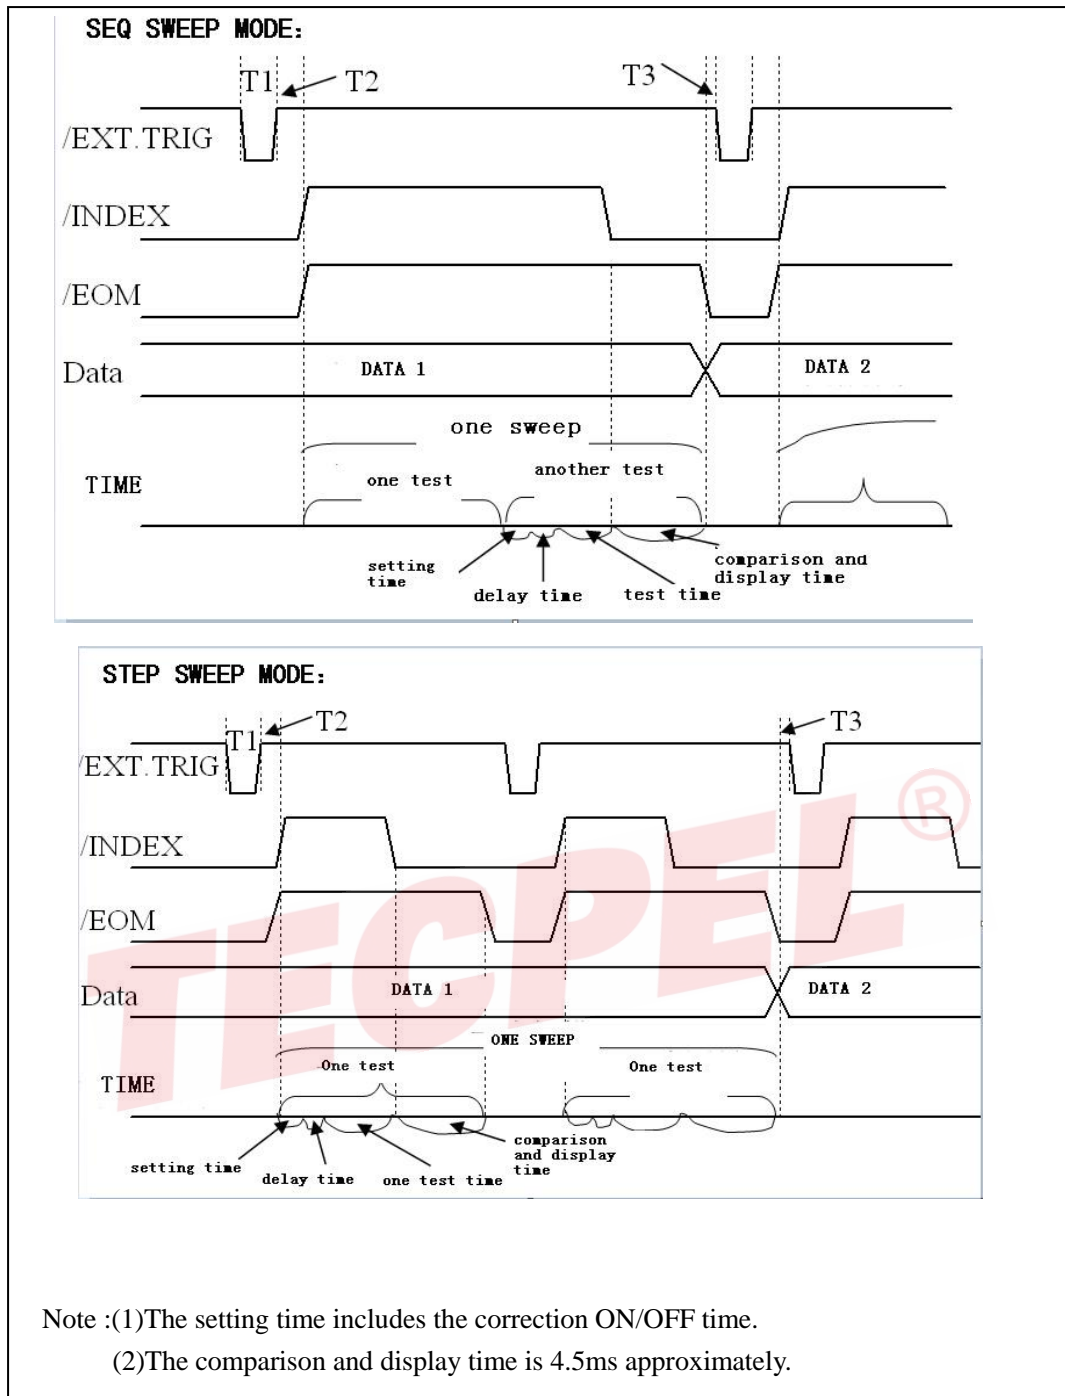 SEQ SWEEP MODE:
T1
T2
T3
/EXT.TRIG
/INDEX
/EOM
Data
DATA 1
DATA 2
one sweep
TIME
one test
another test
setting
time
delay time
test time
comparison and
display time
STEP SWEEP MODE:
T1
T2
T3
/EXT.TRIG
/INDEX
/EOM
Data
DATA 1
DATA 2
ONE SWEEP
TIME
One test
One test
setting time
delay time
one test time
comparison
and display
time
TECPEL®
Note :(1)The setting time includes the correction ON/OFF time.
(2)The comparison and display time is 4.5ms approximately.